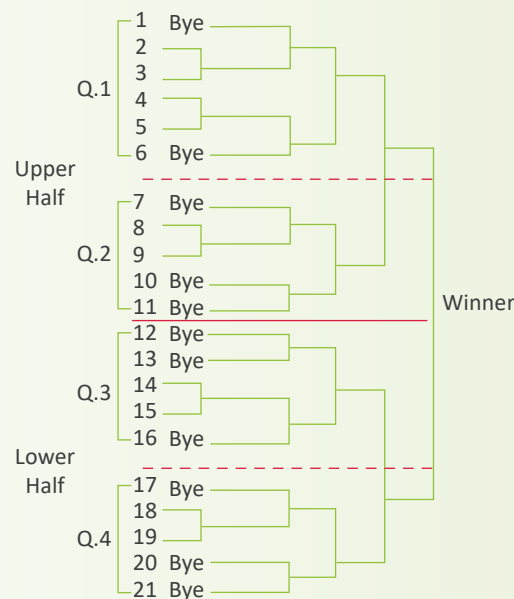 1 Bye
2
3
Q.1
4
5
6 Bye
Upper
Half
7 Bye
8
9
Q.2
10 Bye
11 Bye
Winner
12 Bye
13 Bye
14
Q.3
15
16 Bye
Lower
Half
17 Bye
18
19
Q.4
20 Bye
21 Bye